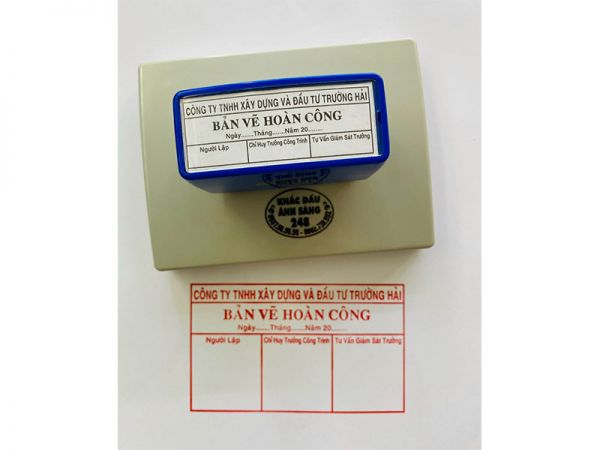 CÔNG TY TNHH XÂY DỰNG VÀ ĐẦU TƯ TRƯỜNG HẢI
BẢN VẼ HOÀN CÔNG
Ngày.......Tháng.......Năm 20........
Người Lập Chỉ Huy Trưởng Công Trình Tư Vấn Giám Sát Trưởng
KHẮC DẤU
ÁNH SÁNG
248
CÔNG TY TNHH XÂY DỰNG VÀ ĐẦU TƯ TRƯỜNG HẢI
BẢN VẼ HOÀN CÔNG
Ngày.......Tháng.......Năm 20........
Người Lập Chỉ Huy Trưởng Công Trình Tư Vấn Giám Sát Trưởng